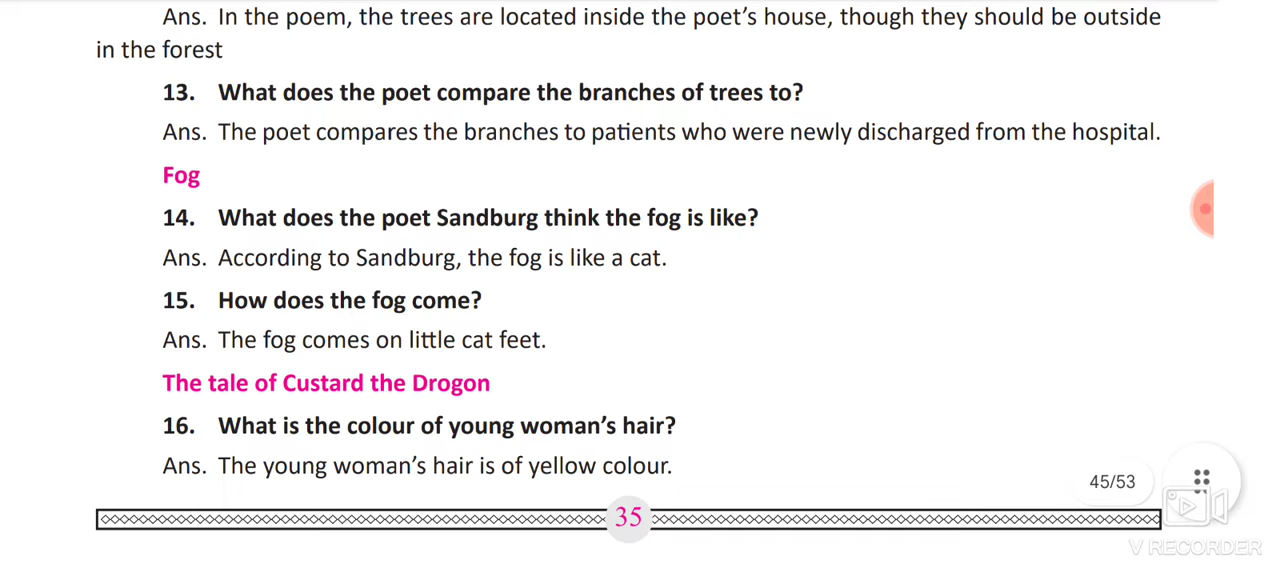 Ans. In the poem, the trees are located inside the poet’s house, though they should be outside
in the forest
13. What does the poet compare the branches of trees to?
Ans. The poet compares the branches to patients who were newly discharged from the hospital.
Fog
14. What does the poet Sandburg think the fog is like?
Ans. According to Sandburg, the fog is like a cat.
15. How does the fog come?
Ans. The fog comes on little cat feet.
The tale of Custard the Drogon
16. What is the colour of young woman’s hair?
Ans. The young woman’s hair is of yellow colour.
45/53
35
V RECORDER